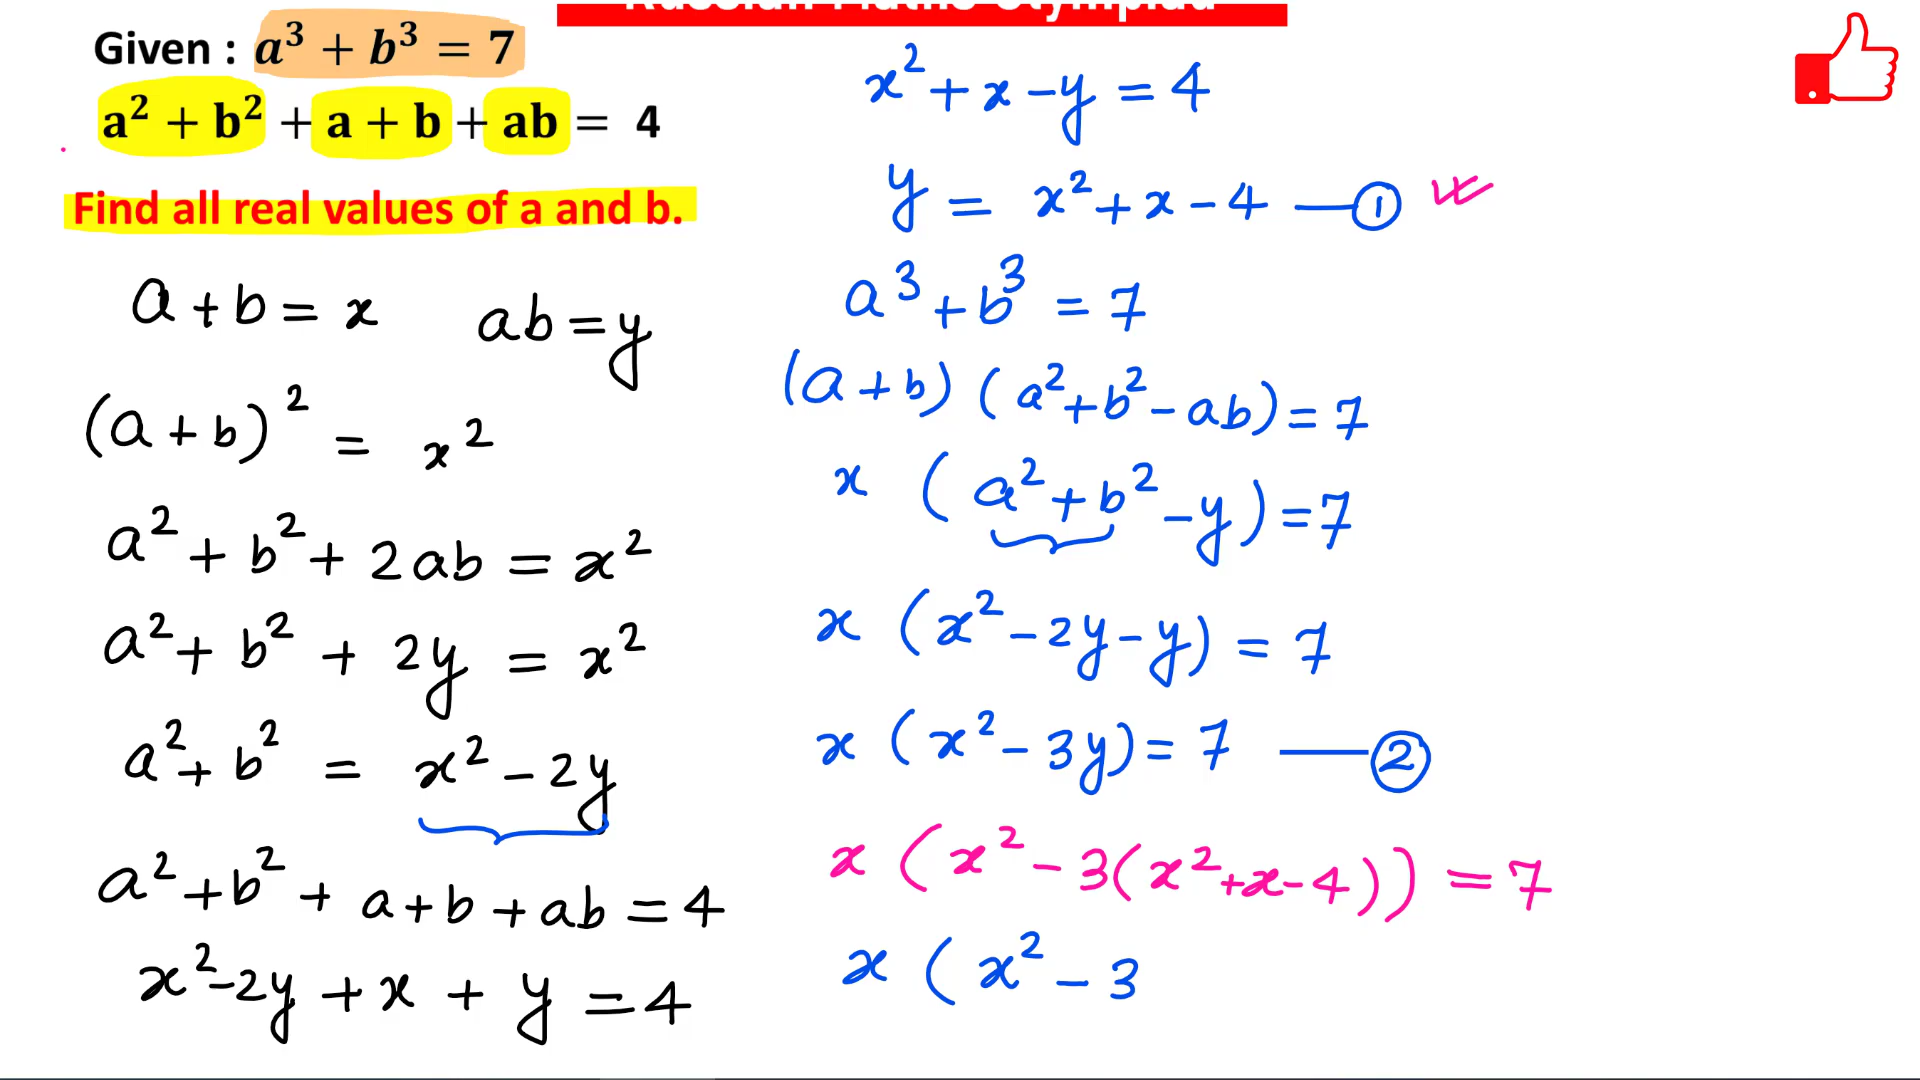 Russian Maths Olympiad
Given : a³ + b³ = 7
a² + b² + a + b + ab = 4
Find all real values of a and b.
a + b = x ab = y
(a + b)² = x²
a² + b² + 2ab = x²
a² + b² + 2y = x²
a² + b² = x² - 2y
a² + b² + a + b + ab = 4
x² - 2y + x + y = 4
x² + x - y = 4
y = x² + x - 4 — ①
a³ + b³ = 7
(a + b) (a² + b² - ab) = 7
x (a² + b² - y) = 7
x (x² - 2y - y) = 7
x (x² - 3y) = 7 — ②
x (x² - 3(x² + x - 4)) = 7
x (x² - 3